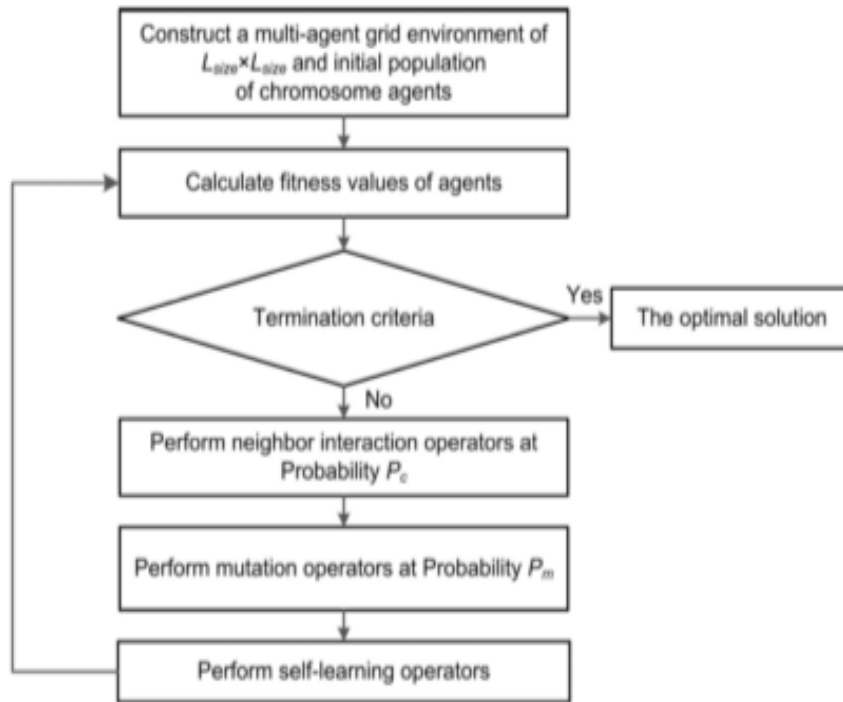 Construct a multi-agent grid environment of
Lsize×Lsize and initial population
of chromosome agents
Calculate fitness values of agents
Termination criteria
Yes
The optimal solution
No
Perform neighbor interaction operators at
Probability Pc
Perform mutation operators at Probability Pm
Perform self-learning operators